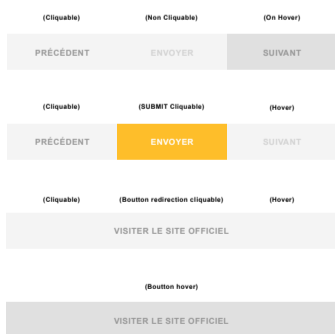 (Cliquable) (Non Cliquable) (On Hover)
PRÉCÉDENT ENVOYER SUIVANT
(Cliquable) (SUBMIT Cliquable) (Hover)
PRÉCÉDENT ENVOYER SUIVANT
(Cliquable) (Boutton redirection cliquable) (Hover)
VISITER LE SITE OFFICIEL
(Boutton hover)
VISITER LE SITE OFFICIEL